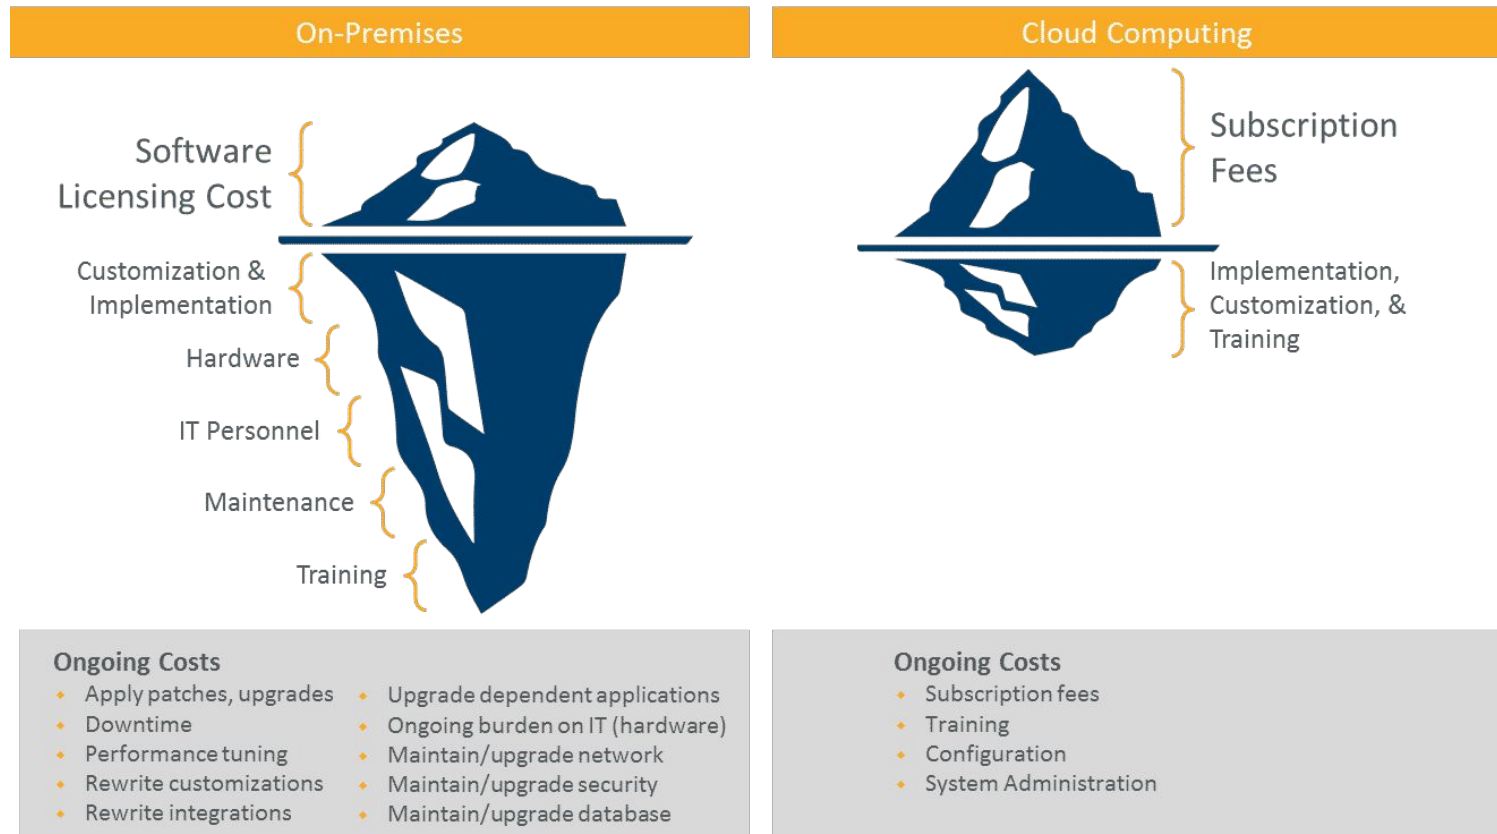 On-Premises
Software
Licensing Cost
Customization &
Implementation
Hardware
IT Personnel
Maintenance
Training
Ongoing Costs
Apply patches, upgrades
Downtime
Performance tuning
Rewrite customizations
Rewrite integrations
Upgrade dependent applications
Ongoing burden on IT (hardware)
Maintain/upgrade network
Maintain/upgrade security
Maintain/upgrade database
Cloud Computing
Subscription
Fees
Implementation,
Customization, &
Training
Ongoing Costs
Subscription fees
Training
Configuration
System Administration